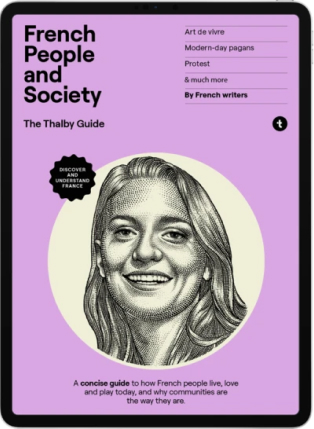 French
People
and
Society
The Thalby Guide
Art de vivre
Modern-day pagans
Protest
& much more
By French writers
t
DISCOVER
AND
UNDERSTAND
FRANCE
A concise guide to how French people live, love
and play today, and why communities are
the way they are.